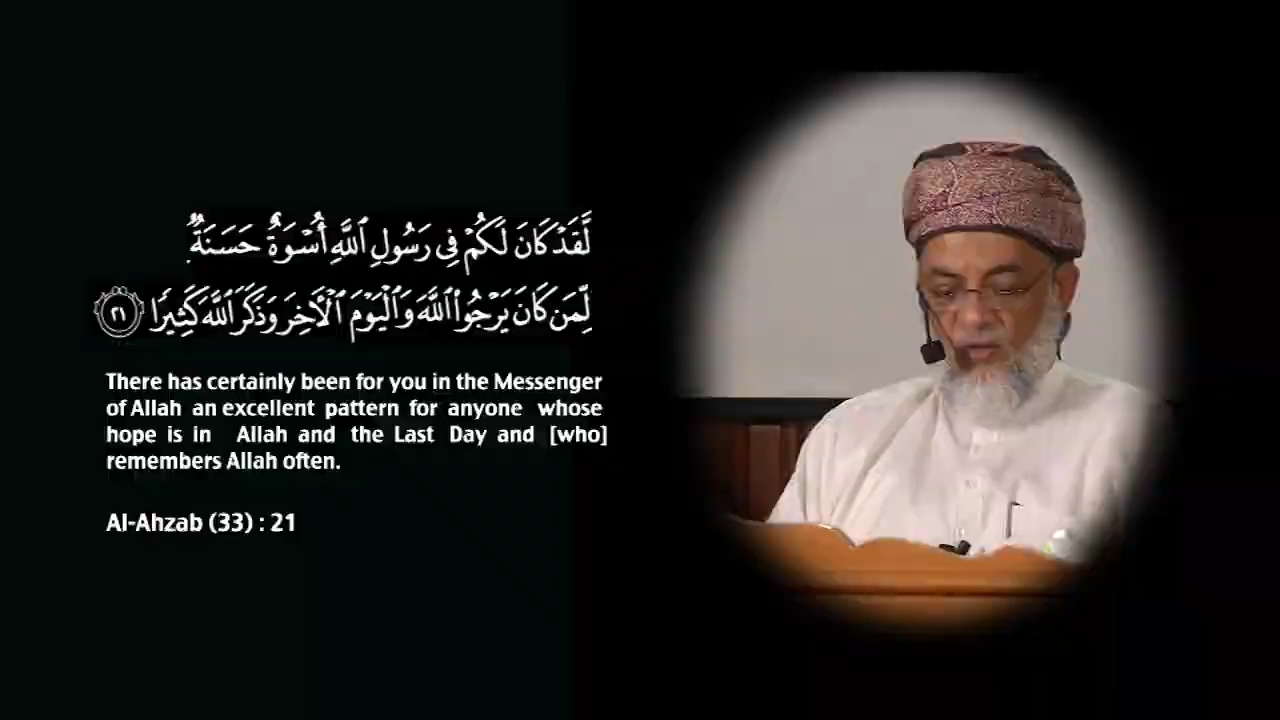 لَّقَدْ كَانَ لَكُمْ فِى رَسُولِ ٱللَّهِ أُسْوَةٌ حَسَنَةٌ
لِّمَن كَانَ يَرْجُوا۟ ٱللَّهَ وَٱلْيَوْمَ ٱلْـَٔاخِرَ وَذَكَرَ ٱللَّهَ كَثِيرًا ٢١
There has certainly been for you in the Messenger
of Allah an excellent pattern for anyone whose
hope is in Allah and the Last Day and [who]
remembers Allah often.
Al-Ahzab (33) : 21